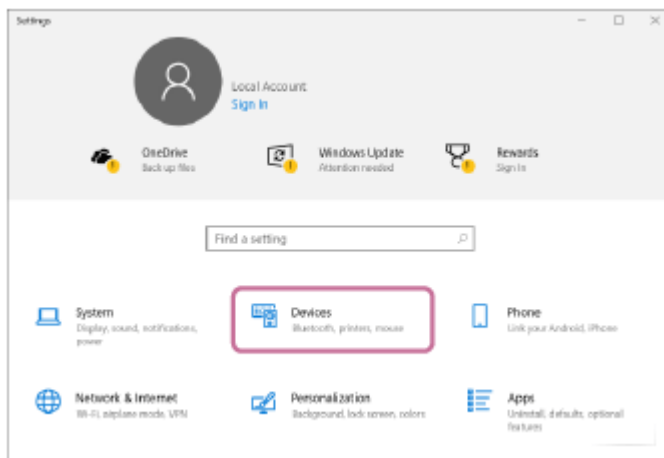 Settings
Local Account
Sign In
OneDrive
Back up files
Windows Update
Attention needed
Rewards
Sign In
Find a setting
System
Display, sound, notifications,
power
Devices
Bluetooth, printers, mouse
Phone
Link your Android, iPhone
Network & Internet
Wi-Fi, airplane mode, VPN
Personalization
Background, lock screen, colors
Apps
Uninstall, defaults, optional
features